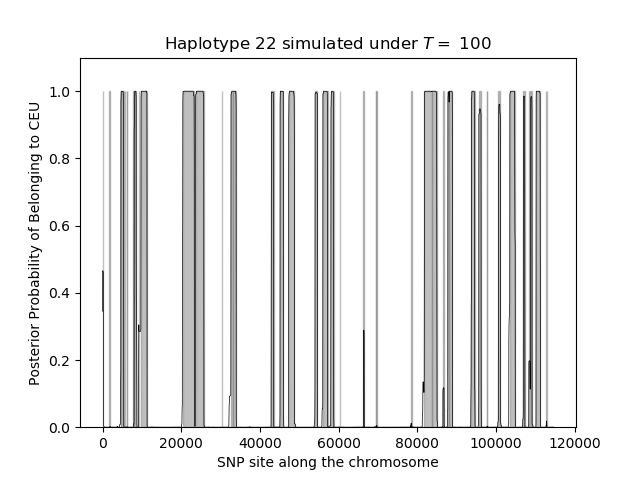 Haplotype 22 simulated under T = 100
Posterior Probability of Belonging to CEU
1.0
0.8
0.6
0.4
0.2
0.0
0 20000 40000 60000 80000 100000 120000
SNP site along the chromosome